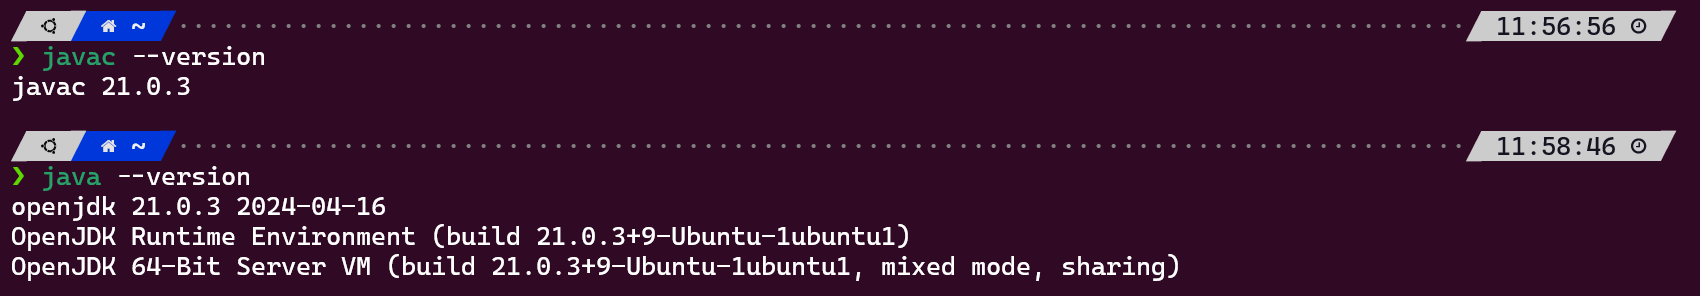 ~ 11:56:56
❯ javac --version
javac 21.0.3
~ 11:58:46
❯ java --version
openjdk 21.0.3 2024-04-16
OpenJDK Runtime Environment (build 21.0.3+9-Ubuntu-1ubuntu1)
OpenJDK 64-Bit Server VM (build 21.0.3+9-Ubuntu-1ubuntu1, mixed mode, sharing)